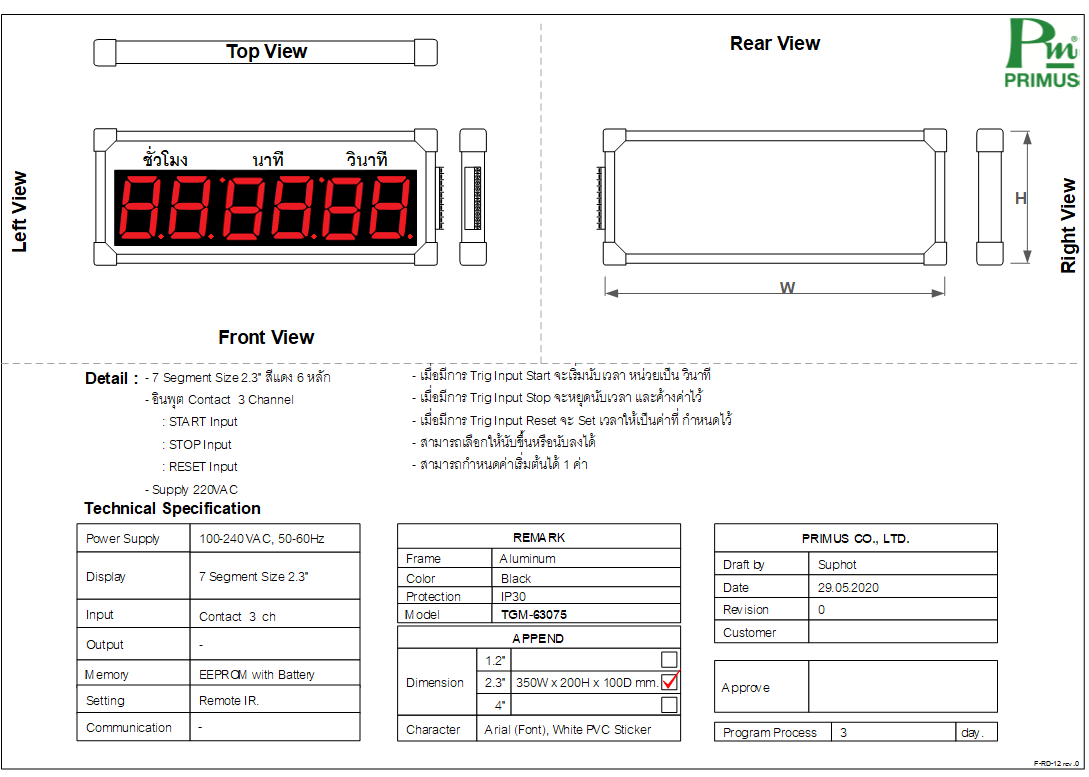 Top View
Rear View
Pm®
PRIMUS
Left View
ชั่วโมง นาที วินาที
88.88.88.
H
Right View
W
Front View
Detail : - 7 Segment Size 2.3" สีแดง 6 หลัก
- อินพุต Contact 3 Channel
: START Input
: STOP Input
: RESET Input
- Supply 220VAC
- เมื่อมีการ Trig Input Start จะเริ่มนับเวลา หน่วยเป็น วินาที
- เมื่อมีการ Trig Input Stop จะหยุดนับเวลา และค้างค่าไว้
- เมื่อมีการ Trig Input Reset จะ Set เวลาให้เป็นค่าที่ กำหนดไว้
- สามารถเลือกให้นับขึ้นหรือนับลงได้
- สามารถกำหนดค่าเริ่มต้นได้ 1 ค่า
Technical Specification
Power Supply 100-240 VAC, 50-60Hz
Display 7 Segment Size 2.3"
Input Contact 3 ch
Output -
Memory EEPROM with Battery
Setting Remote IR.
Communication -
REMARK
Frame Aluminum
Color Black
Protection IP30
Model TGM-63075
APPEND
Dimension
1.2"
2.3" 350W x 200H x 100D mm.
4"
Character Arial (Font), White PVC Sticker
PRIMUS CO., LTD.
Draft by Suphot
Date 29.05.2020
Revision 0
Customer
Approve
Program Process 3 day.
F-RD-12 rev .0